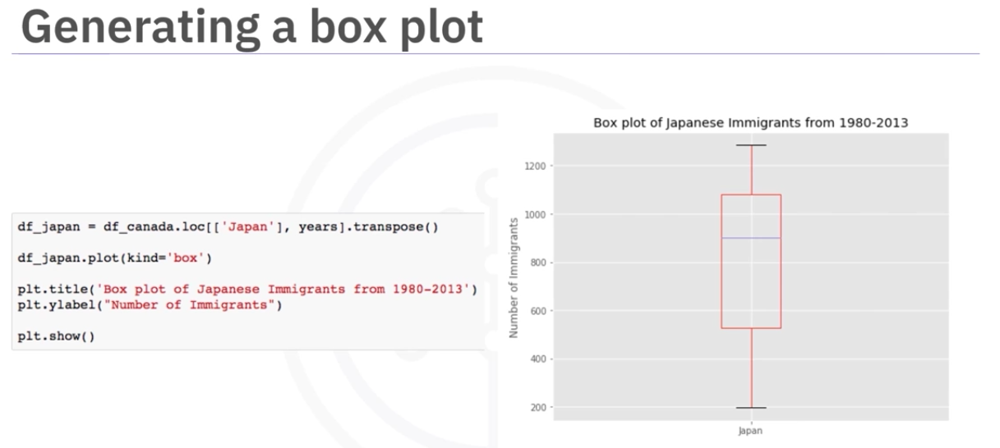 Generating a box plot
df_japan = df_canada.loc[['Japan'], years].transpose()
df_japan.plot(kind='box')
plt.title('Box plot of Japanese Immigrants from 1980-2013')
plt.ylabel("Number of Immigrants")
plt.show()
Box plot of Japanese Immigrants from 1980-2013
Number of Immigrants
1200
1000
800
600
400
200
Japan